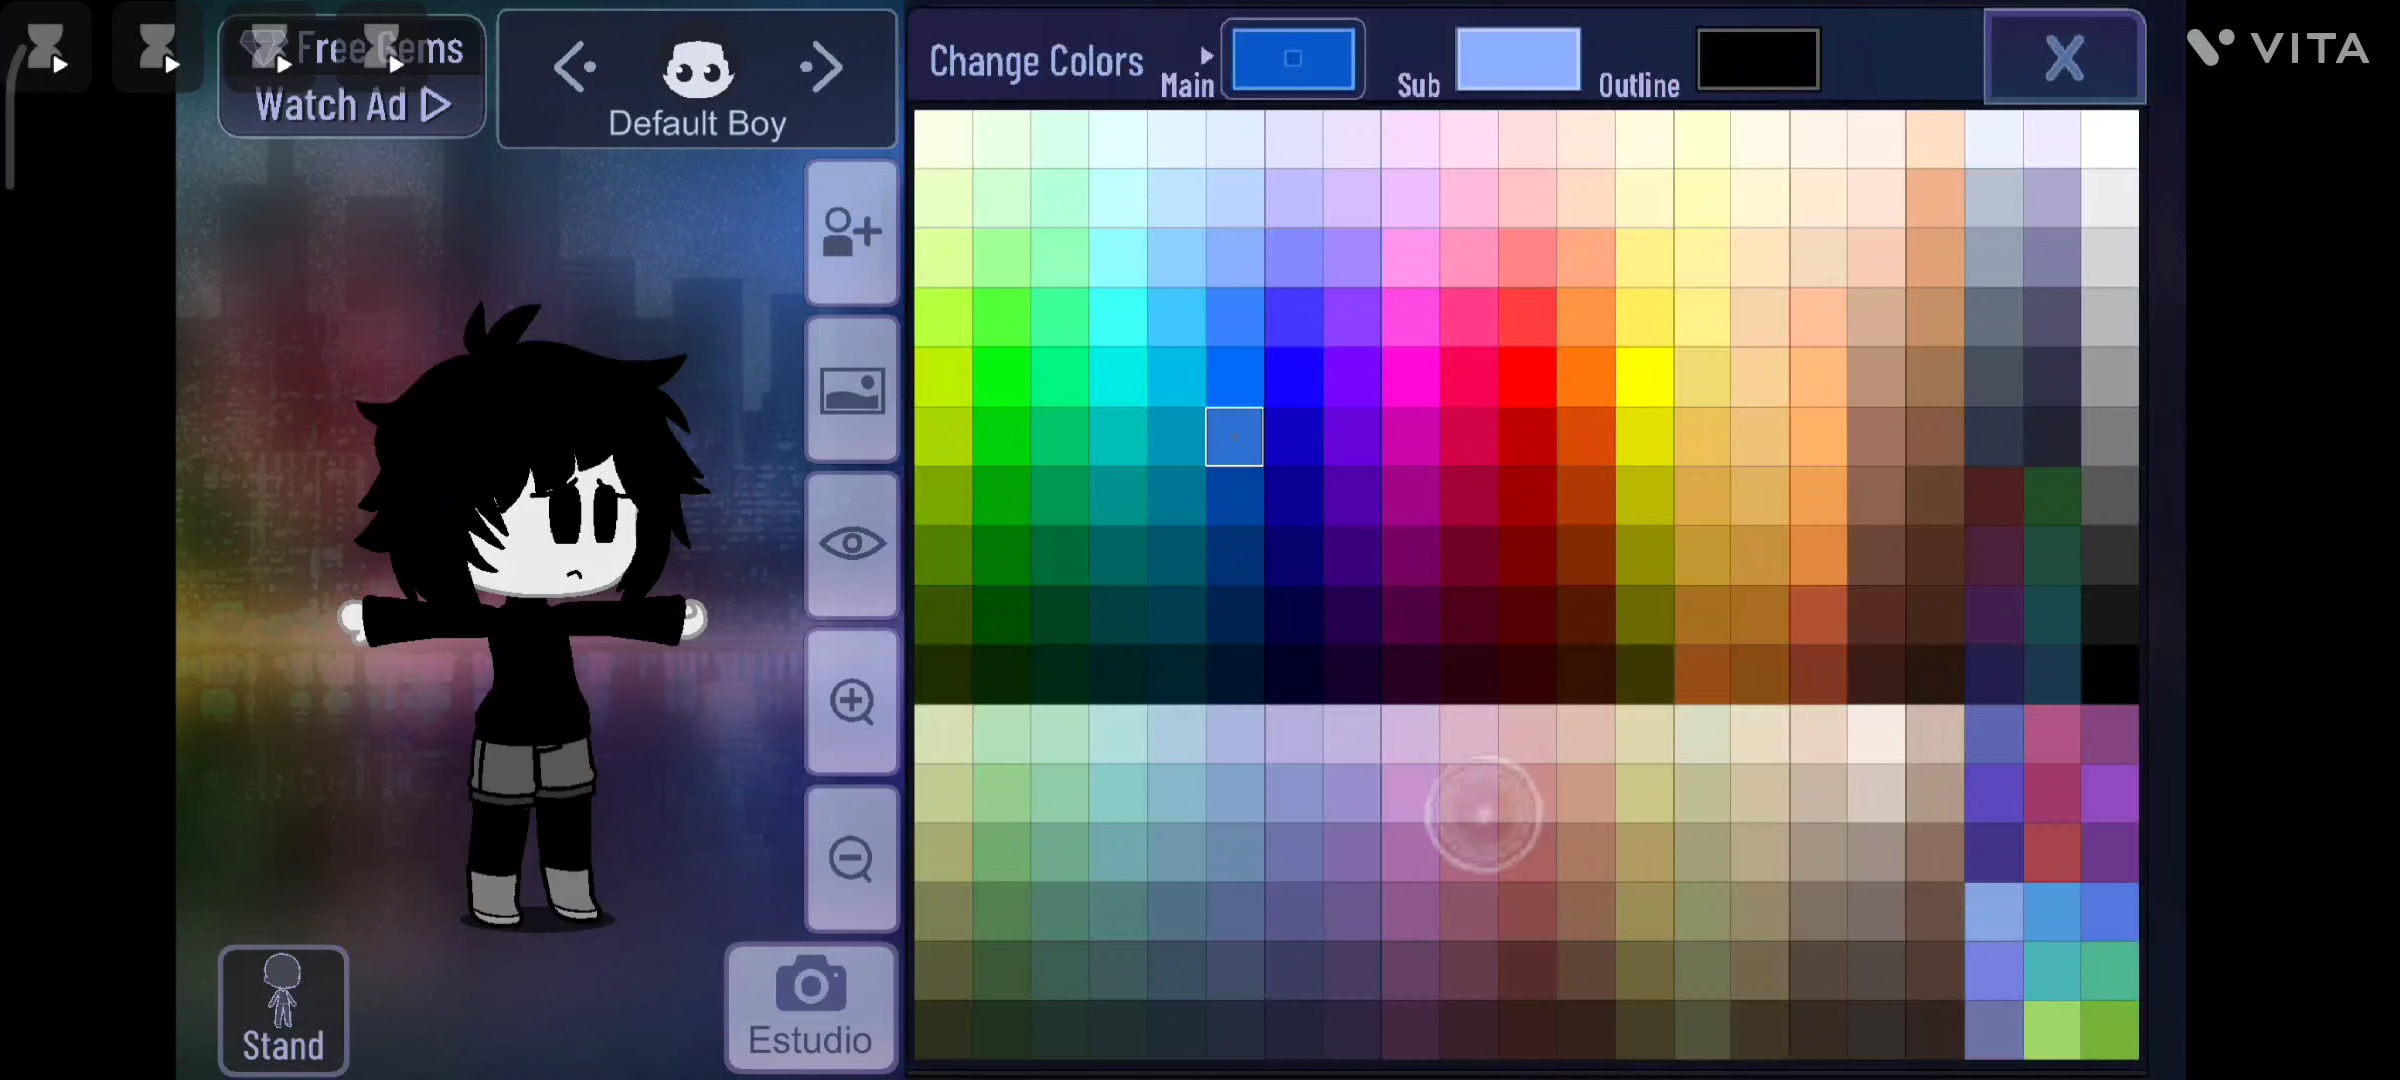 Free Gems
Watch Ad
Default Boy
Change Colors
Main
Sub
Outline
X
VITA
Stand
Estudio